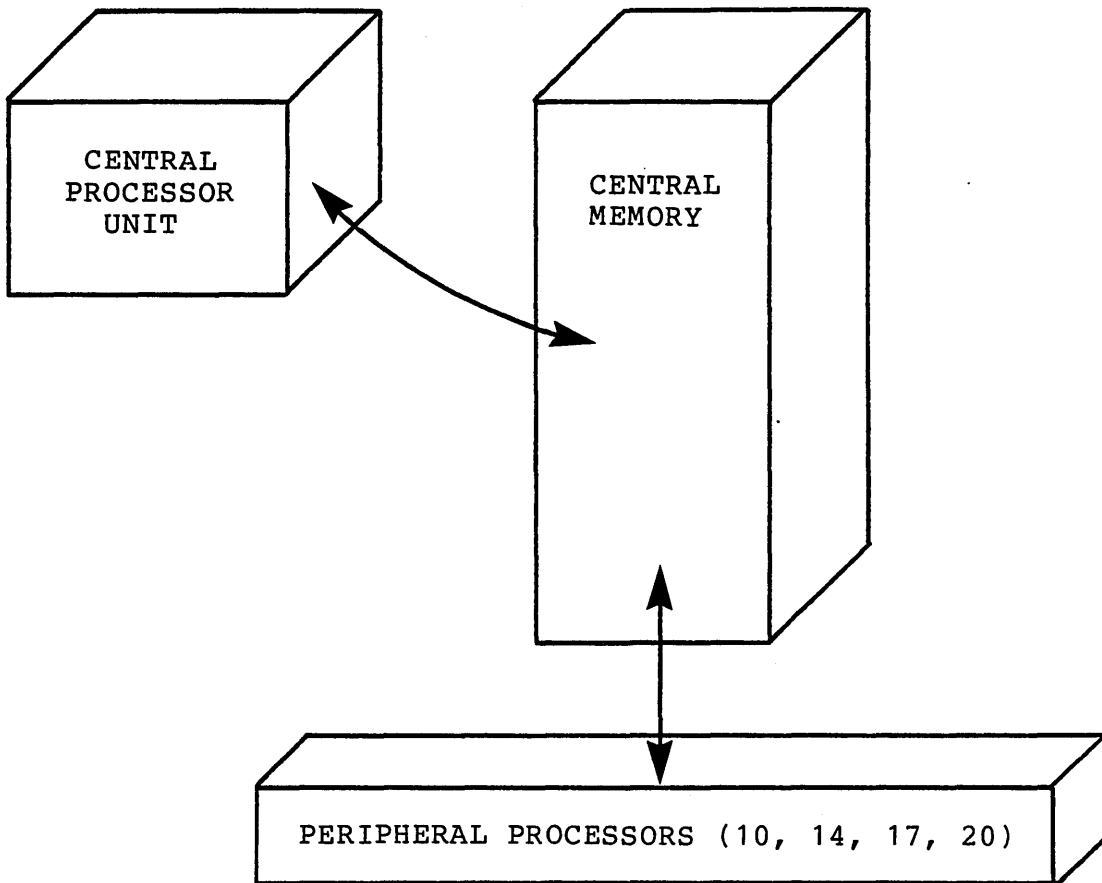 CENTRAL
PROCESSOR
UNIT
CENTRAL
MEMORY
PERIPHERAL PROCESSORS (10, 14, 17, 20)